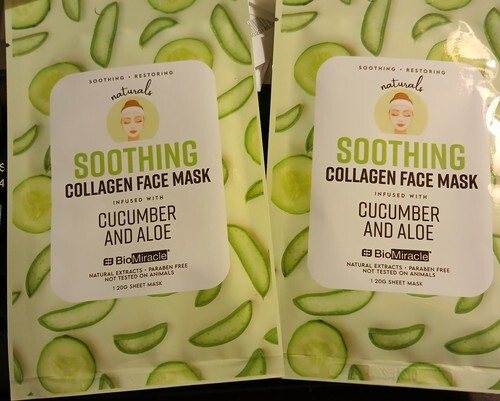 SOOTHING • RESTORING
naturals
SOOTHING
COLLAGEN FACE MASK
INFUSED WITH
CUCUMBER
AND ALOE
BioMiracle
NATURAL EXTRACTS • PARABEN FREE
NOT TESTED ON ANIMALS
1 20G SHEET MASK
SOOTHING • RESTORING
naturals
SOOTHING
COLLAGEN FACE MASK
INFUSED WITH
CUCUMBER
AND ALOE
BioMiracle
NATURAL EXTRACTS • PARABEN FREE
NOT TESTED ON ANIMALS
1 20G SHEET MASK